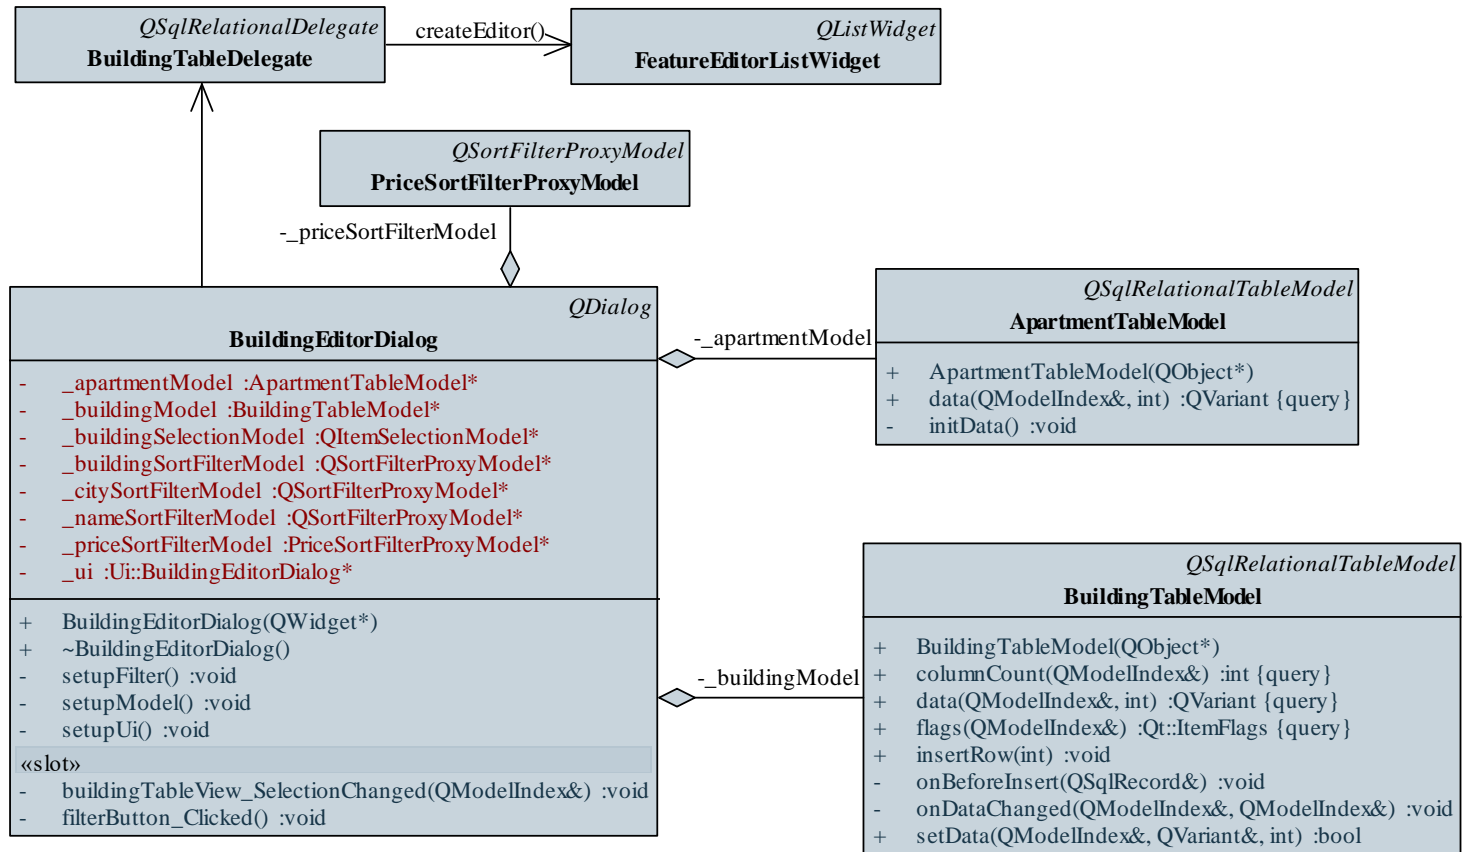 QSqlRelationalDelegate
BuildingTableDelegate
createEditor()
QListWidget
FeatureEditorListWidget
QSortFilterProxyModel
PriceSortFilterProxyModel
-_priceSortFilterModel
QDialog
BuildingEditorDialog
- _apartmentModel :ApartmentTableModel*
- _buildingModel :BuildingTableModel*
- _buildingSelectionModel :QItemSelectionModel*
- _buildingSortFilterModel :QSortFilterProxyModel*
- _citySortFilterModel :QSortFilterProxyModel*
- _nameSortFilterModel :QSortFilterProxyModel*
- _priceSortFilterModel :PriceSortFilterProxyModel*
- _ui :Ui::BuildingEditorDialog*
+ BuildingEditorDialog(QWidget*)
+ ~BuildingEditorDialog()
- setupFilter() :void
- setupModel() :void
- setupUi() :void
«slot»
- buildingTableView_SelectionChanged(QModelIndex&) :void
- filterButton_Clicked() :void
-_apartmentModel
QSqlRelationalTableModel
ApartmentTableModel
+ ApartmentTableModel(QObject*)
+ data(QModelIndex&, int) :QVariant {query}
- initData() :void
-_buildingModel
QSqlRelationalTableModel
BuildingTableModel
+ BuildingTableModel(QObject*)
+ columnCount(QModelIndex&) :int {query}
+ data(QModelIndex&, int) :QVariant {query}
+ flags(QModelIndex&) :Qt::ItemFlags {query}
+ insertRow(int) :void
- onBeforeInsert(QSqlRecord&) :void
- onDataChanged(QModelIndex&, QModelIndex&) :void
+ setData(QModelIndex&, QVariant&, int) :bool